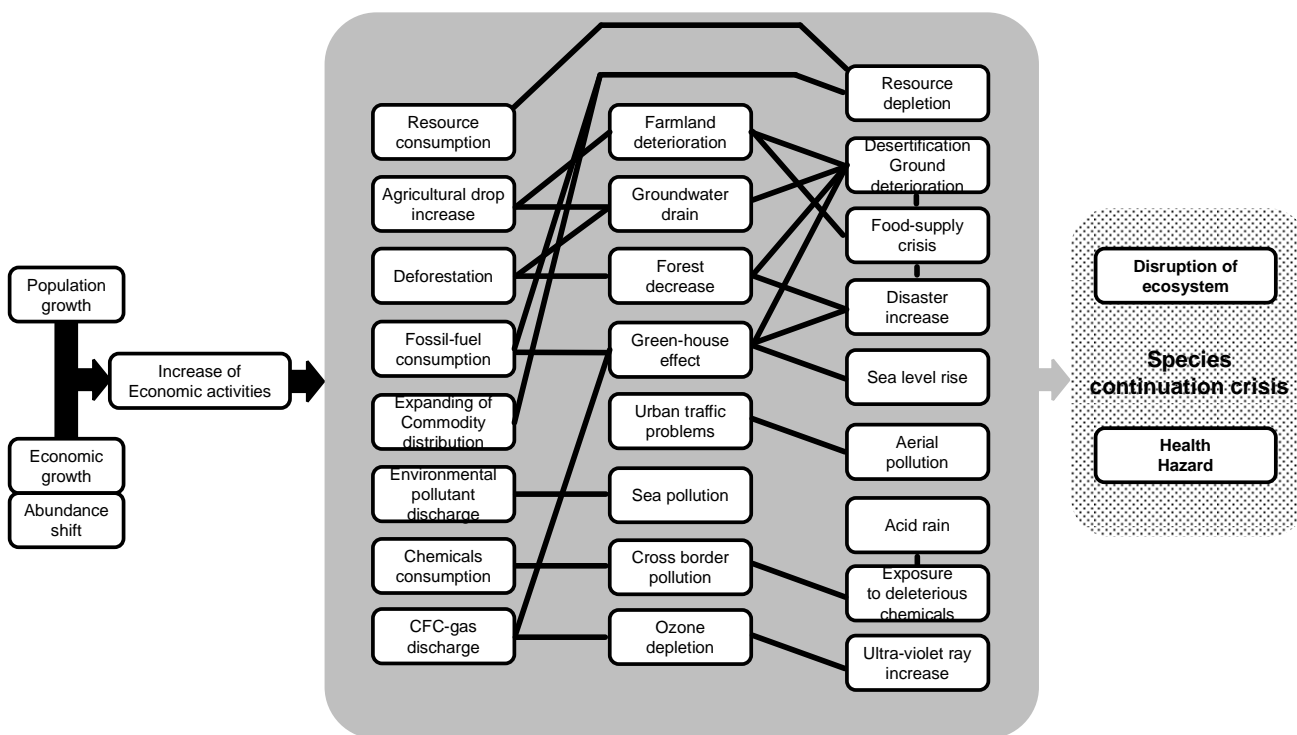 Population
growth
Economic
growth
Abundance
shift
Increase of
Economic activities
Resource
consumption
Agricultural drop
increase
Deforestation
Fossil-fuel
consumption
Expanding of
Commodity
distribution
Environmental
pollutant
discharge
Chemicals
consumption
CFC-gas
discharge
Farmland
deterioration
Groundwater
drain
Forest
decrease
Green-house
effect
Urban traffic
problems
Sea pollution
Cross border
pollution
Ozone
depletion
Resource
depletion
Desertification
Ground
deterioration
Food-supply
crisis
Disaster
increase
Sea level rise
Aerial
pollution
Acid rain
Exposure
to deleterious
chemicals
Ultra-violet ray
increase
Disruption of
ecosystem
Species
continuation crisis
Health
Hazard